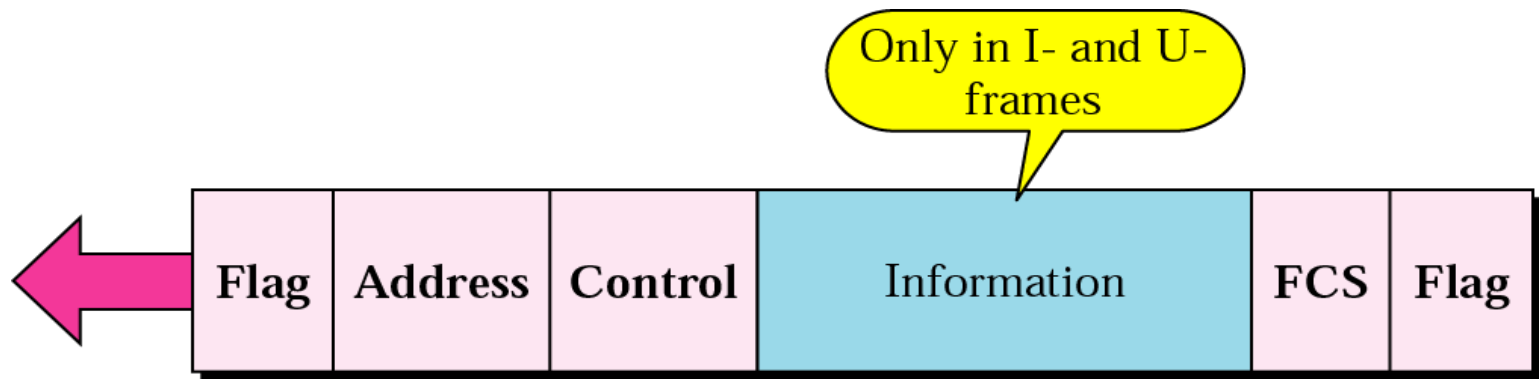 Only in I- and U-
frames
Flag Address Control Information FCS Flag